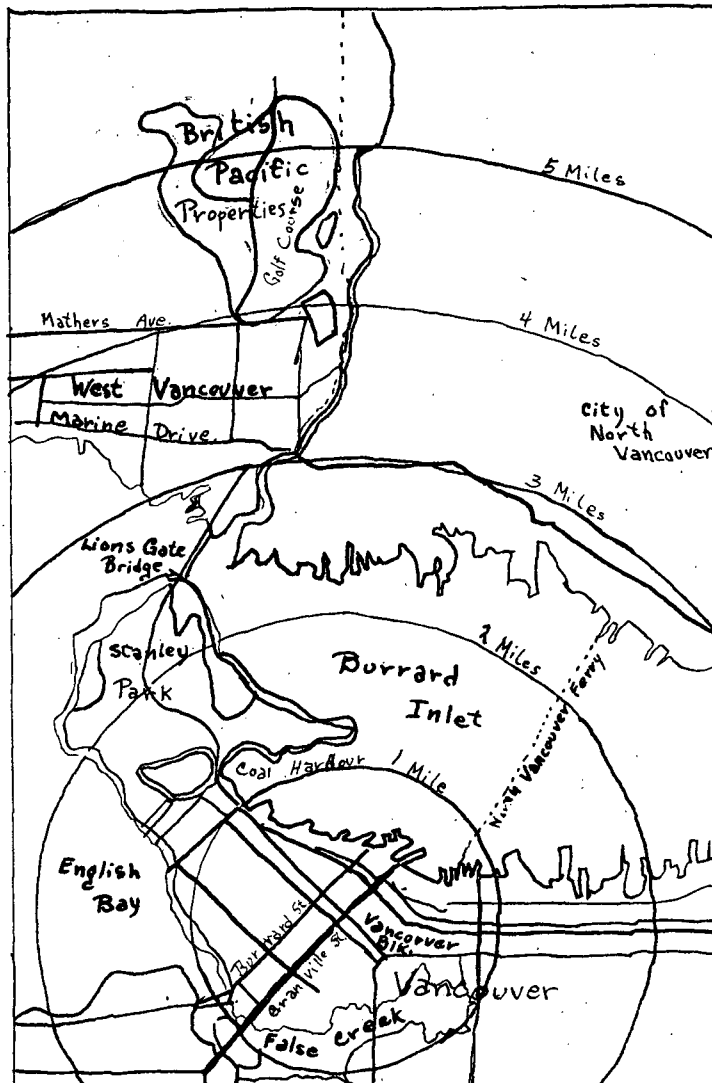 British
Pacific
Properties
Golf Course
5 Miles
Mathers Ave.
4 Miles
West Vancouver
Marine Drive.
City of
North
Vancouver
3 Miles
Lions Gate
Bridge
Stanley
Park
2 Miles
Burrard
Inlet
North Vancouver Ferry
Coal Harbour
1 Mile
English
Bay
Burrard St
Granville St.
Vancouver
Blk.
Vancouver
False Creek